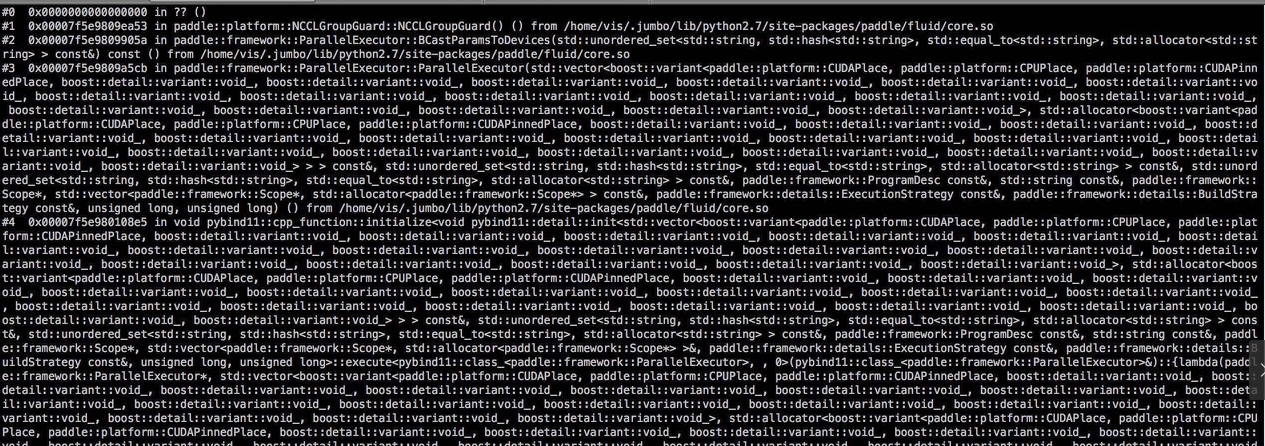 #0  0x0000000000000000 in ?? ()
#1  0x00007f5e9809ea53 in paddle::platform::NCCLGroupGuard::NCCLGroupGuard() () from /home/vis/.jumbo/lib/python2.7/site-packages/paddle/fluid/core.so
#2  0x00007f5e9809905a in paddle::framework::ParallelExecutor::BCastParamsToDevices(std::unordered_set<std::string, std::hash<std::string>, std::equal_to<std::string>, std::allocator<std::st
ring> > const&) const () from /home/vis/.jumbo/lib/python2.7/site-packages/paddle/fluid/core.so
#3  0x00007f5e9809a5cb in paddle::framework::ParallelExecutor::ParallelExecutor(std::vector<boost::variant<paddle::platform::CUDAPlace, paddle::platform::CPUPlace, paddle::platform::CUDAPinn
edPlace, boost::detail::variant::void_, boost::detail::variant::void_, boost::detail::variant::void_, boost::detail::variant::void_, boost::detail::variant::void_, boost::detail::variant::vo
id_, boost::detail::variant::void_, boost::detail::variant::void_, boost::detail::variant::void_, boost::detail::variant::void_, boost::detail::variant::void_, boost::detail::variant::void_,
 boost::detail::variant::void_, boost::detail::variant::void_, boost::detail::variant::void_, boost::detail::variant::void_, boost::detail::variant::void_>, std::allocator<boost::variant<pad
dle::platform::CUDAPlace, paddle::platform::CPUPlace, paddle::platform::CUDAPinnedPlace, boost::detail::variant::void_, boost::detail::variant::void_, boost::detail::variant::void_, boost::
detail::variant::void_, boost::detail::variant::void_, boost::detail::variant::void_, boost::detail::variant::void_, boost::detail::variant::void_, boost::detail::variant::void_, boost::detai
l::variant::void_, boost::detail::variant::void_, boost::detail::variant::void_, boost::detail::variant::void_, boost::detail::variant::void_, boost::detail::variant::void_, boost::detail::v
ariant::void_, boost::detail::variant::void_> > > const&, std::unordered_set<std::string, std::hash<std::string>, std::equal_to<std::string>, std::allocator<std::string> > const&, std::unord
ered_set<std::string, std::hash<std::string>, std::equal_to<std::string>, std::allocator<std::string> > const&, paddle::framework::ProgramDesc const&, std::string const&, paddle::framework::
Scope*, std::vector<paddle::framework::Scope*, std::allocator<paddle::framework::Scope*> > const&, paddle::framework::details::ExecutionStrategy const&, paddle::framework::details::BuildStra
tegy const&, unsigned long, unsigned long) () from /home/vis/.jumbo/lib/python2.7/site-packages/paddle/fluid/core.so
#4  0x00007f5e980108e5 in void pybind11::cpp_function::initialize<void pybind11::detail::init<std::vector<boost::variant<paddle::platform::CUDAPlace, paddle::platform::CPUPlace, paddle::plat
form::CUDAPinnedPlace, boost::detail::variant::void_, boost::detail::variant::void_, boost::detail::variant::void_, boost::detail::variant::void_, boost::detail::variant::void_, boost::detai
l::variant::void_, boost::detail::variant::void_, boost::detail::variant::void_, boost::detail::variant::void_, boost::detail::variant::void_, boost::detail::variant::void_, boost::detail::v
ariant::void_, boost::detail::variant::void_, boost::detail::variant::void_, boost::detail::variant::void_, boost::detail::variant::void_, boost::detail::variant::void_>, std::allocator<boos
t::variant<paddle::platform::CUDAPlace, paddle::platform::CPUPlace, paddle::platform::CUDAPinnedPlace, boost::detail::variant::void_, boost::detail::variant::void_, boost::detail::variant::v
oid_, boost::detail::variant::void_, boost::detail::variant::void_, boost::detail::variant::void_, boost::detail::variant::void_, boost::detail::variant::void_, boost::detail::variant::void_
, boost::detail::variant::void_, boost::detail::variant::void_, boost::detail::variant::void_, boost::detail::variant::void_, boost::detail::variant::void_, boost::detail::variant::void_, bo
ost::detail::variant::void_, boost::detail::variant::void_> > > const&, std::unordered_set<std::string, std::hash<std::string>, std::equal_to<std::string>, std::allocator<std::string> > cons
t&, std::unordered_set<std::string, std::hash<std::string>, std::equal_to<std::string>, std::allocator<std::string> > const&, paddle::framework::ProgramDesc const&, std::string const&, paddl
e::framework::Scope*, std::vector<paddle::framework::Scope*, std::allocator<paddle::framework::Scope*> >&, paddle::framework::details::ExecutionStrategy const&, paddle::framework::details::B
uildStrategy const&, unsigned long, unsigned long>::execute<pybind11::class_<paddle::framework::ParallelExecutor>, , 0>(pybind11::class_<paddle::framework::ParallelExecutor>&)::{lambda(paddl
e::framework::ParallelExecutor*, std::vector<boost::variant<paddle::platform::CUDAPlace, paddle::platform::CPUPlace, paddle::platform::CUDAPinnedPlace, boost::detail::variant::void_, boost::
detail::variant::void_, boost::detail::variant::void_, boost::detail::variant::void_, boost::detail::variant::void_, boost::detail::variant::void_, boost::detail::variant::void_, boost::deta
il::variant::void_, boost::detail::variant::void_, boost::detail::variant::void_, boost::detail::variant::void_, boost::detail::variant::void_, boost::detail::variant::void_, boost::detail::
variant::void_, boost::detail::variant::void_, boost::detail::variant::void_, boost::detail::variant::void_>, std::allocator<boost::variant<paddle::platform::CUDAPlace, paddle::platform::CPU
Place, paddle::platform::CUDAPinnedPlace, boost::detail::variant::void_, boost::detail::variant::void_, boost::detail::variant::void_, boost::detail::variant::void_, boost::detail::variant::